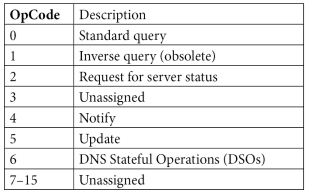 OpCode Description
0 Standard query
1 Inverse query (obsolete)
2 Request for server status
3 Unassigned
4 Notify
5 Update
6 DNS Stateful Operations (DSOs)
7–15 Unassigned